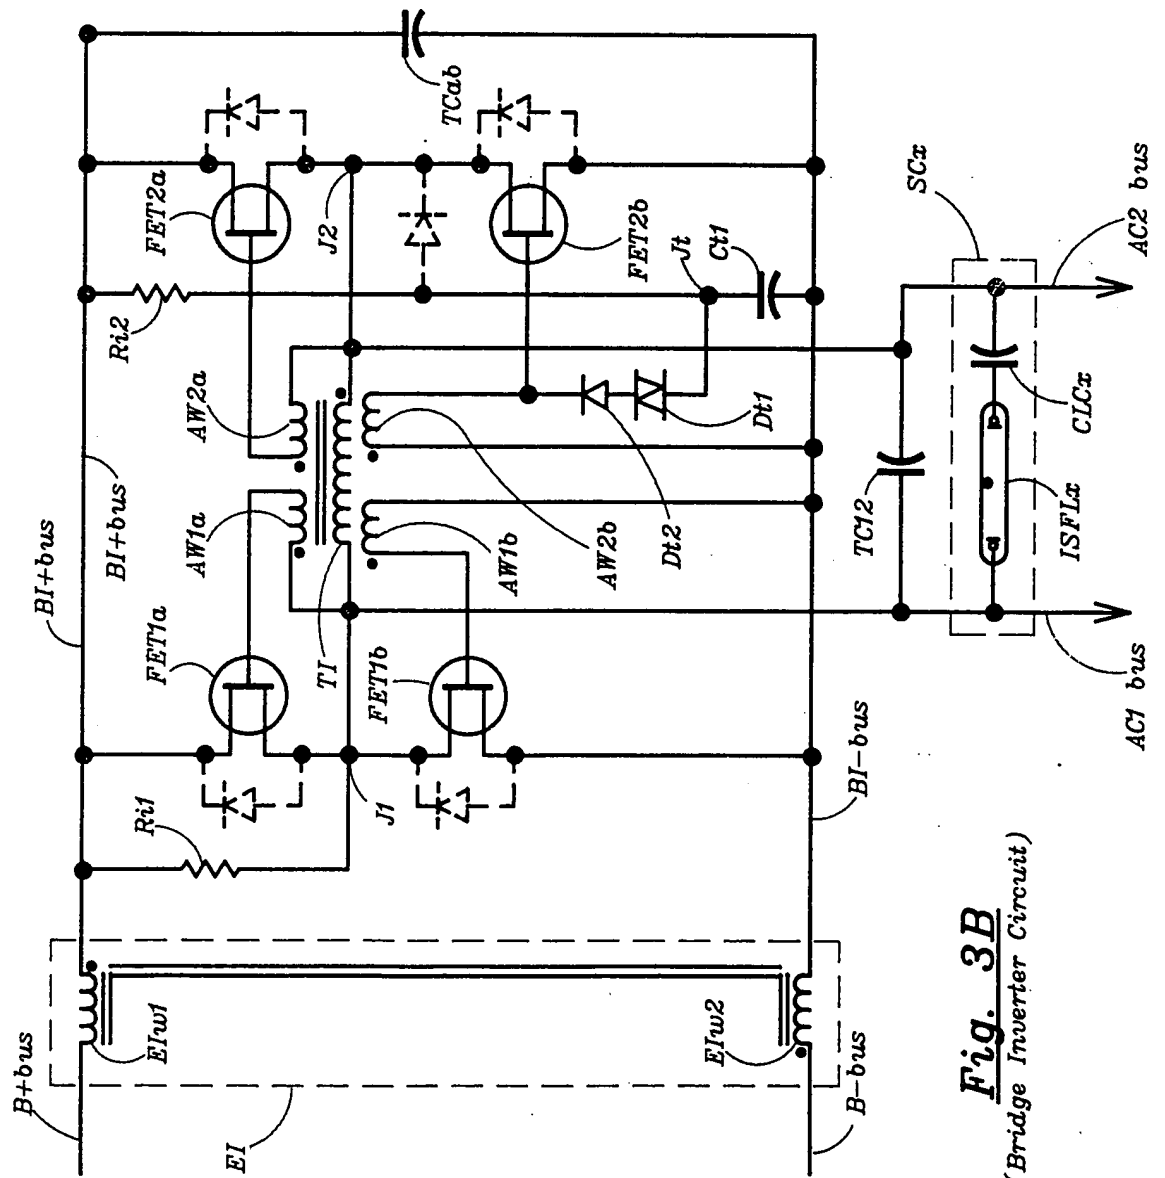 B+bus
EIw1
EI
EIw2
B-bus
BI+bus
BI+bus
Ri1
J1
BI-bus
FET1a
FET1b
TI
AW1a
AW1b
AW2a
AW2b
Dt2
Dt1
Ri2
FET2a
J2
FET2b
Jt
Ct1
TCab
TC12
SCx
CLCx
ISFLx
AC1 bus
AC2 bus
Fig. 3B
(Bridge Inverter Circuit)